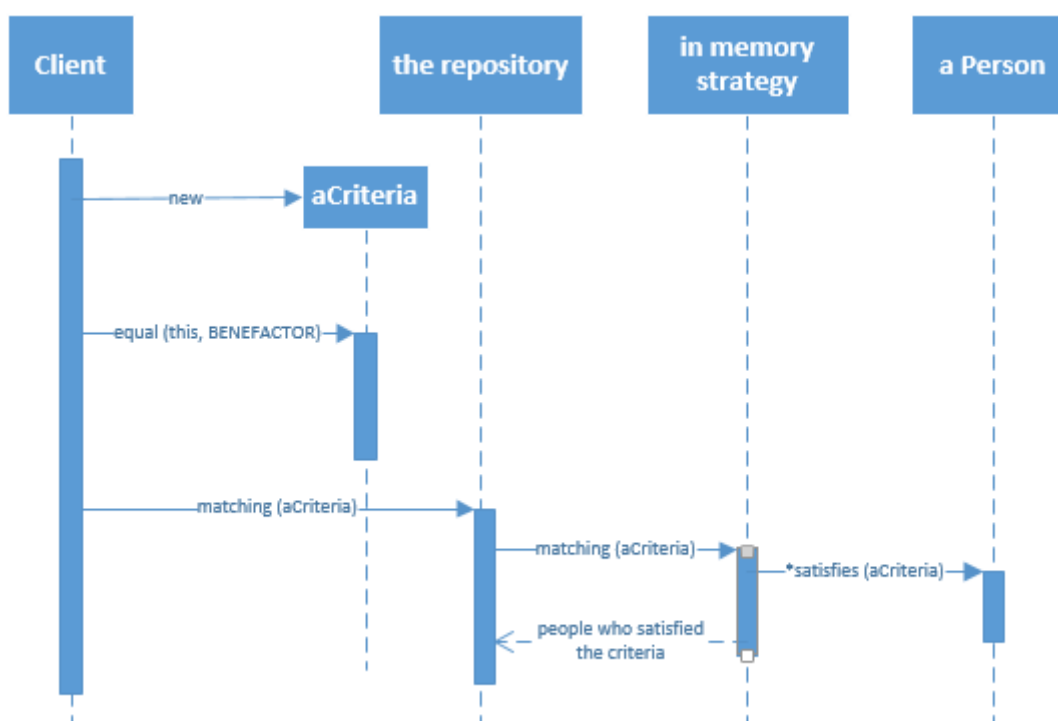 Client
the repository
in memory
strategy
a Person
new
aCriteria
equal (this, BENEFACTOR)
matching (aCriteria)
matching (aCriteria)
*satisfies (aCriteria)
people who satisfied
the criteria